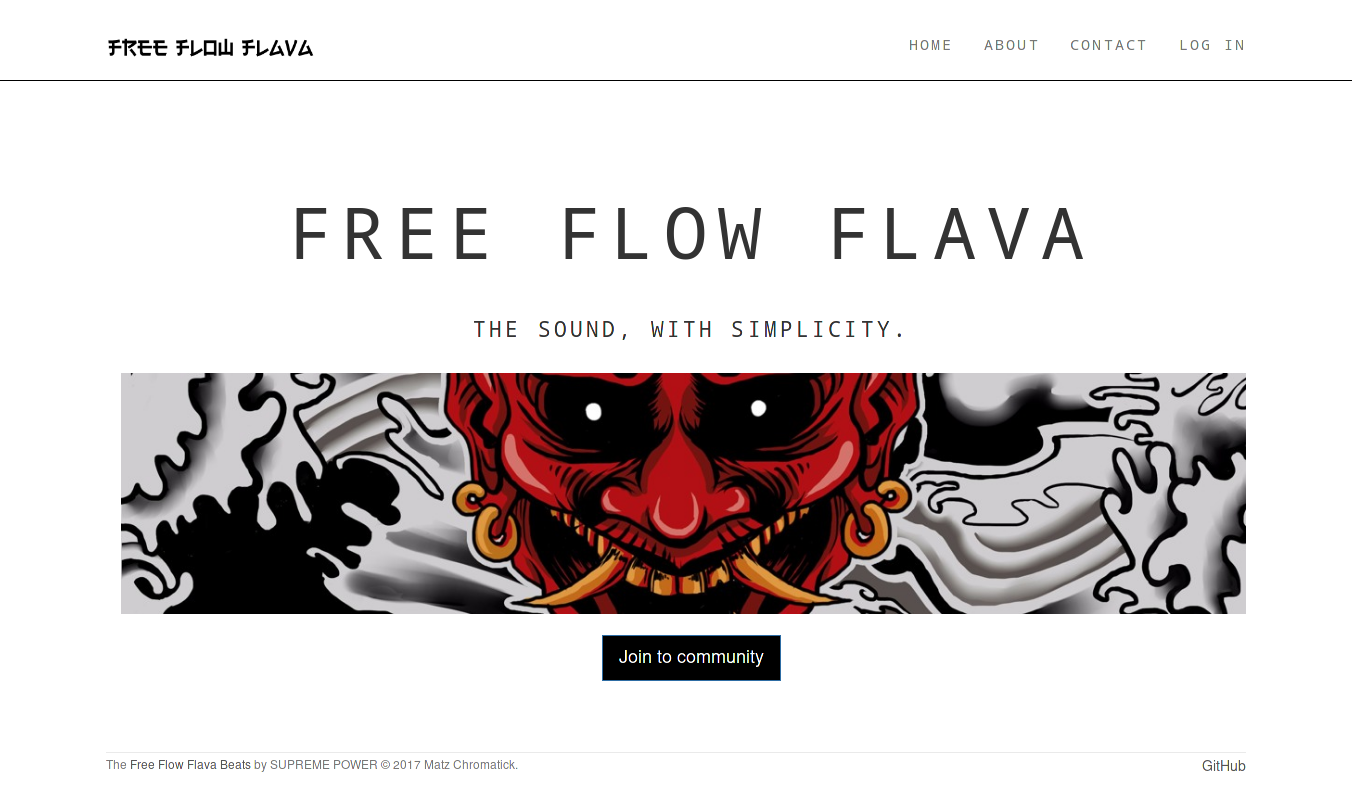 FREE FLOW FLAVA
HOME ABOUT CONTACT LOG IN
FREE FLOW FLAVA
THE SOUND, WITH SIMPLICITY.
Join to community
The Free Flow Flava Beats by SUPREME POWER © 2017 Matz Chromatick.
GitHub